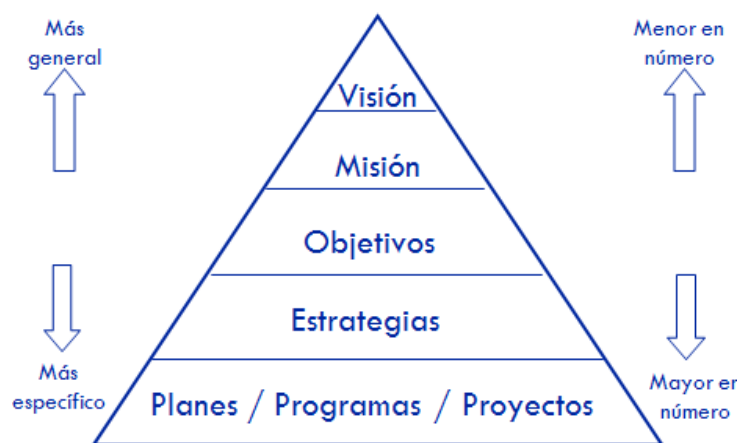 Más
general
Menor en
número
Visión
Misión
Objetivos
Estrategias
Más
específico
Planes / Programas / Proyectos
Mayor en
número